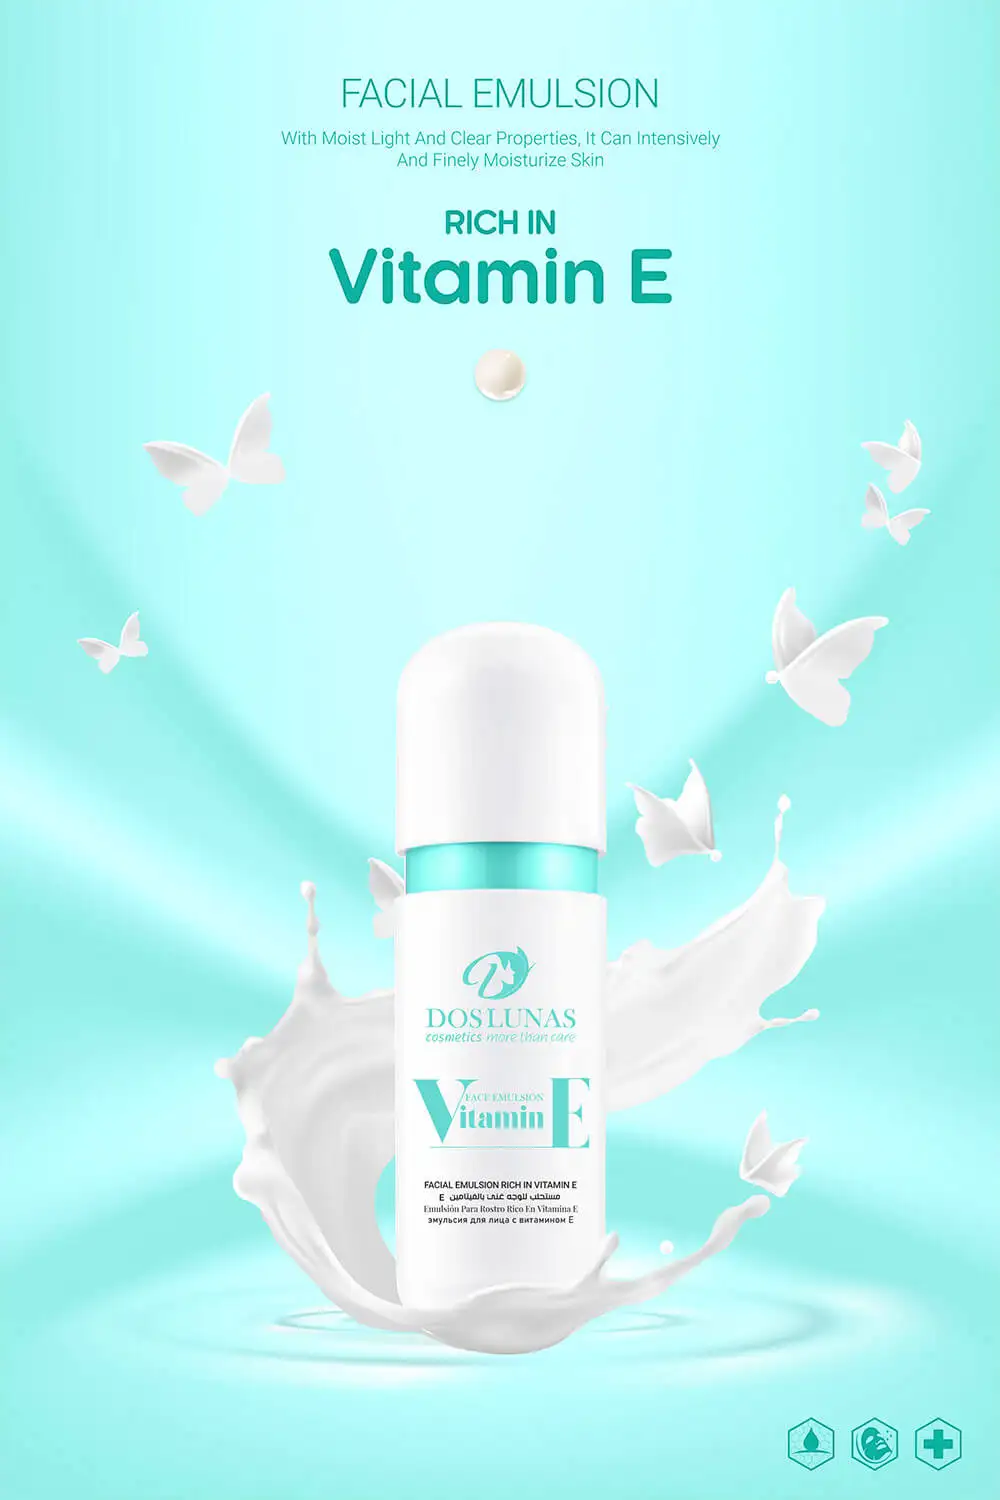 FACIAL EMULSION
With Moist Light And Clear Properties, It Can Intensively
And Finely Moisturize Skin
RICH IN
Vitamin E
DOS LUNAS
cosmetics more than care
FACE EMULSION
Vitamin E
FACIAL EMULSION RICH IN VITAMIN E
مستحلب للوجه غني بالفيتامين E
Emulsión Para Rostro Rico En Vitamina E
эмульсия для лица с витамином E